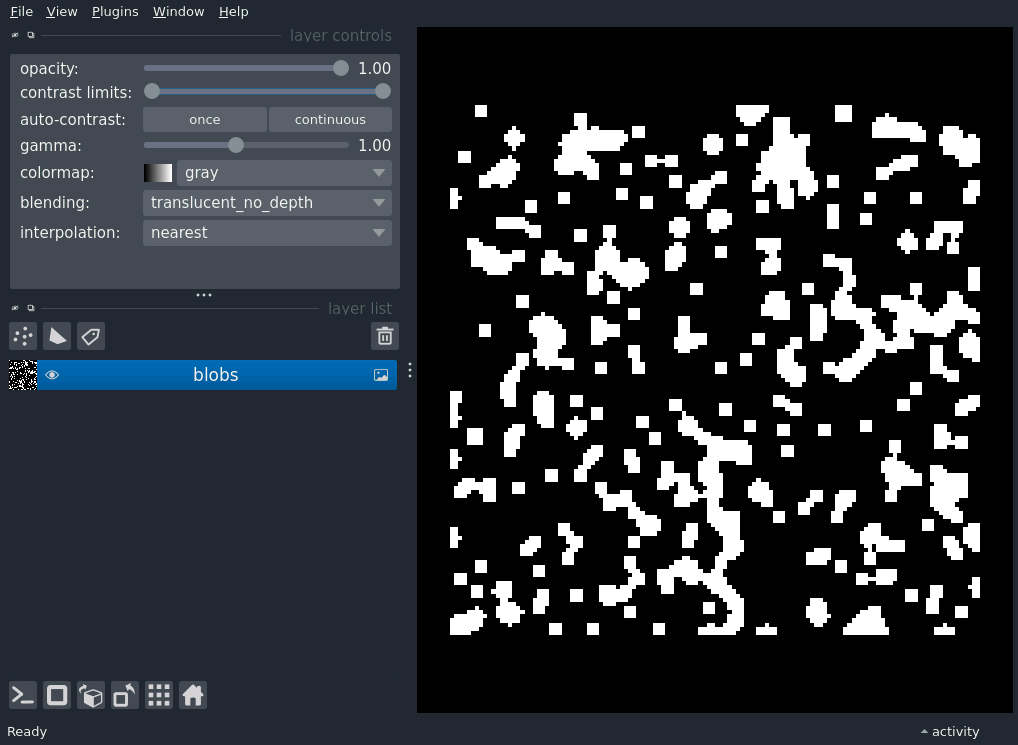 File View Plugins Window Help
layer controls
opacity: 1.00
contrast limits:
auto-contrast: once continuous
gamma: 1.00
colormap: gray
blending: translucent_no_depth
interpolation: nearest
layer list
blobs
Ready activity